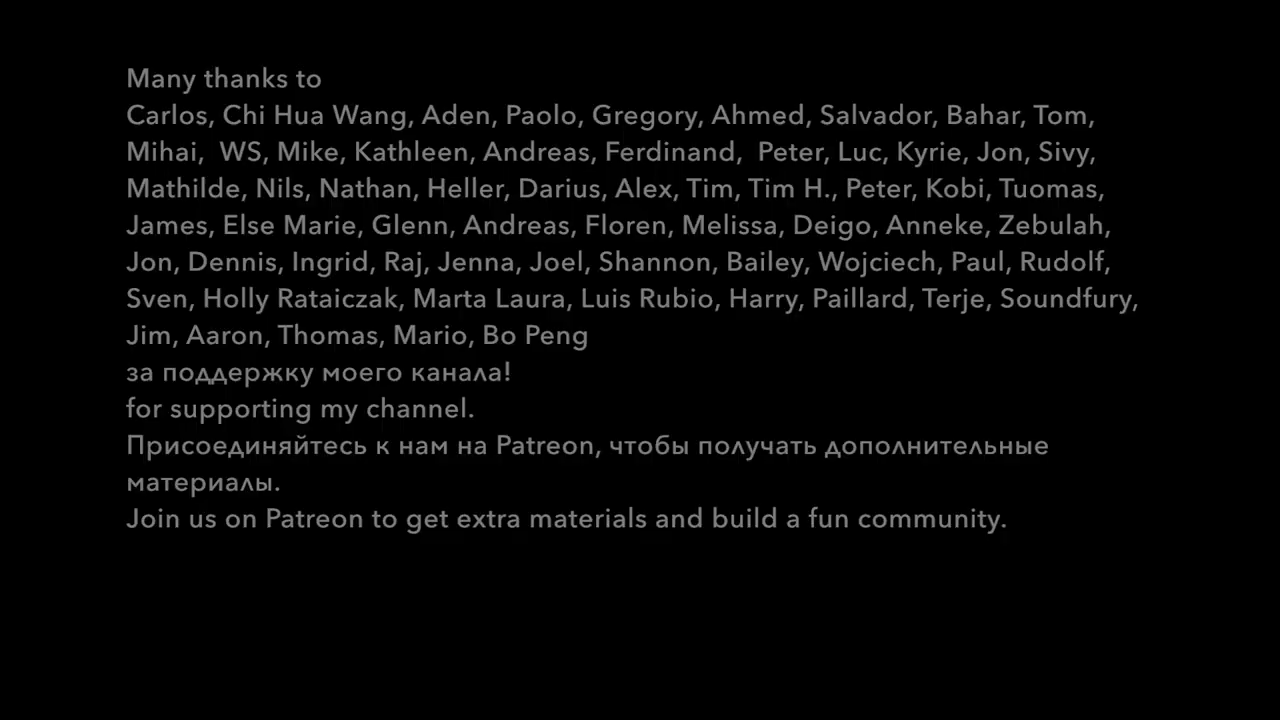 Many thanks to
Carlos, Chi Hua Wang, Aden, Paolo, Gregory, Ahmed, Salvador, Bahar, Tom,
Mihai,  WS, Mike, Kathleen, Andreas, Ferdinand,  Peter, Luc, Kyrie, Jon, Sivy,
Mathilde, Nils, Nathan, Heller, Darius, Alex, Tim, Tim H., Peter, Kobi, Tuomas,
James, Else Marie, Glenn, Andreas, Floren, Melissa, Deigo, Anneke, Zebulah,
Jon, Dennis, Ingrid, Raj, Jenna, Joel, Shannon, Bailey, Wojciech, Paul, Rudolf,
Sven, Holly Rataiczak, Marta Laura, Luis Rubio, Harry, Paillard, Terje, Soundfury,
Jim, Aaron, Thomas, Mario, Bo Peng
за поддержку моего канала!
for supporting my channel.
Присоединяйтесь к нам на Patreon, чтобы получать дополнительные
материалы.
Join us on Patreon to get extra materials and build a fun community.